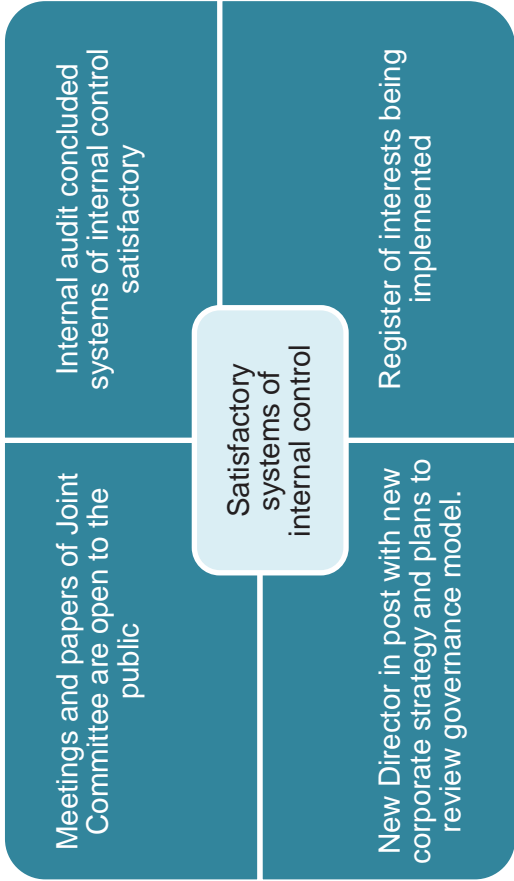 Meetings and papers of Joint
Committee are open to the
public
Internal audit concluded
systems of internal control
satisfactory
Satisfactory
systems of
internal control
New Director in post with new
corporate strategy and plans to
review governance model.
Register of interests being
implemented